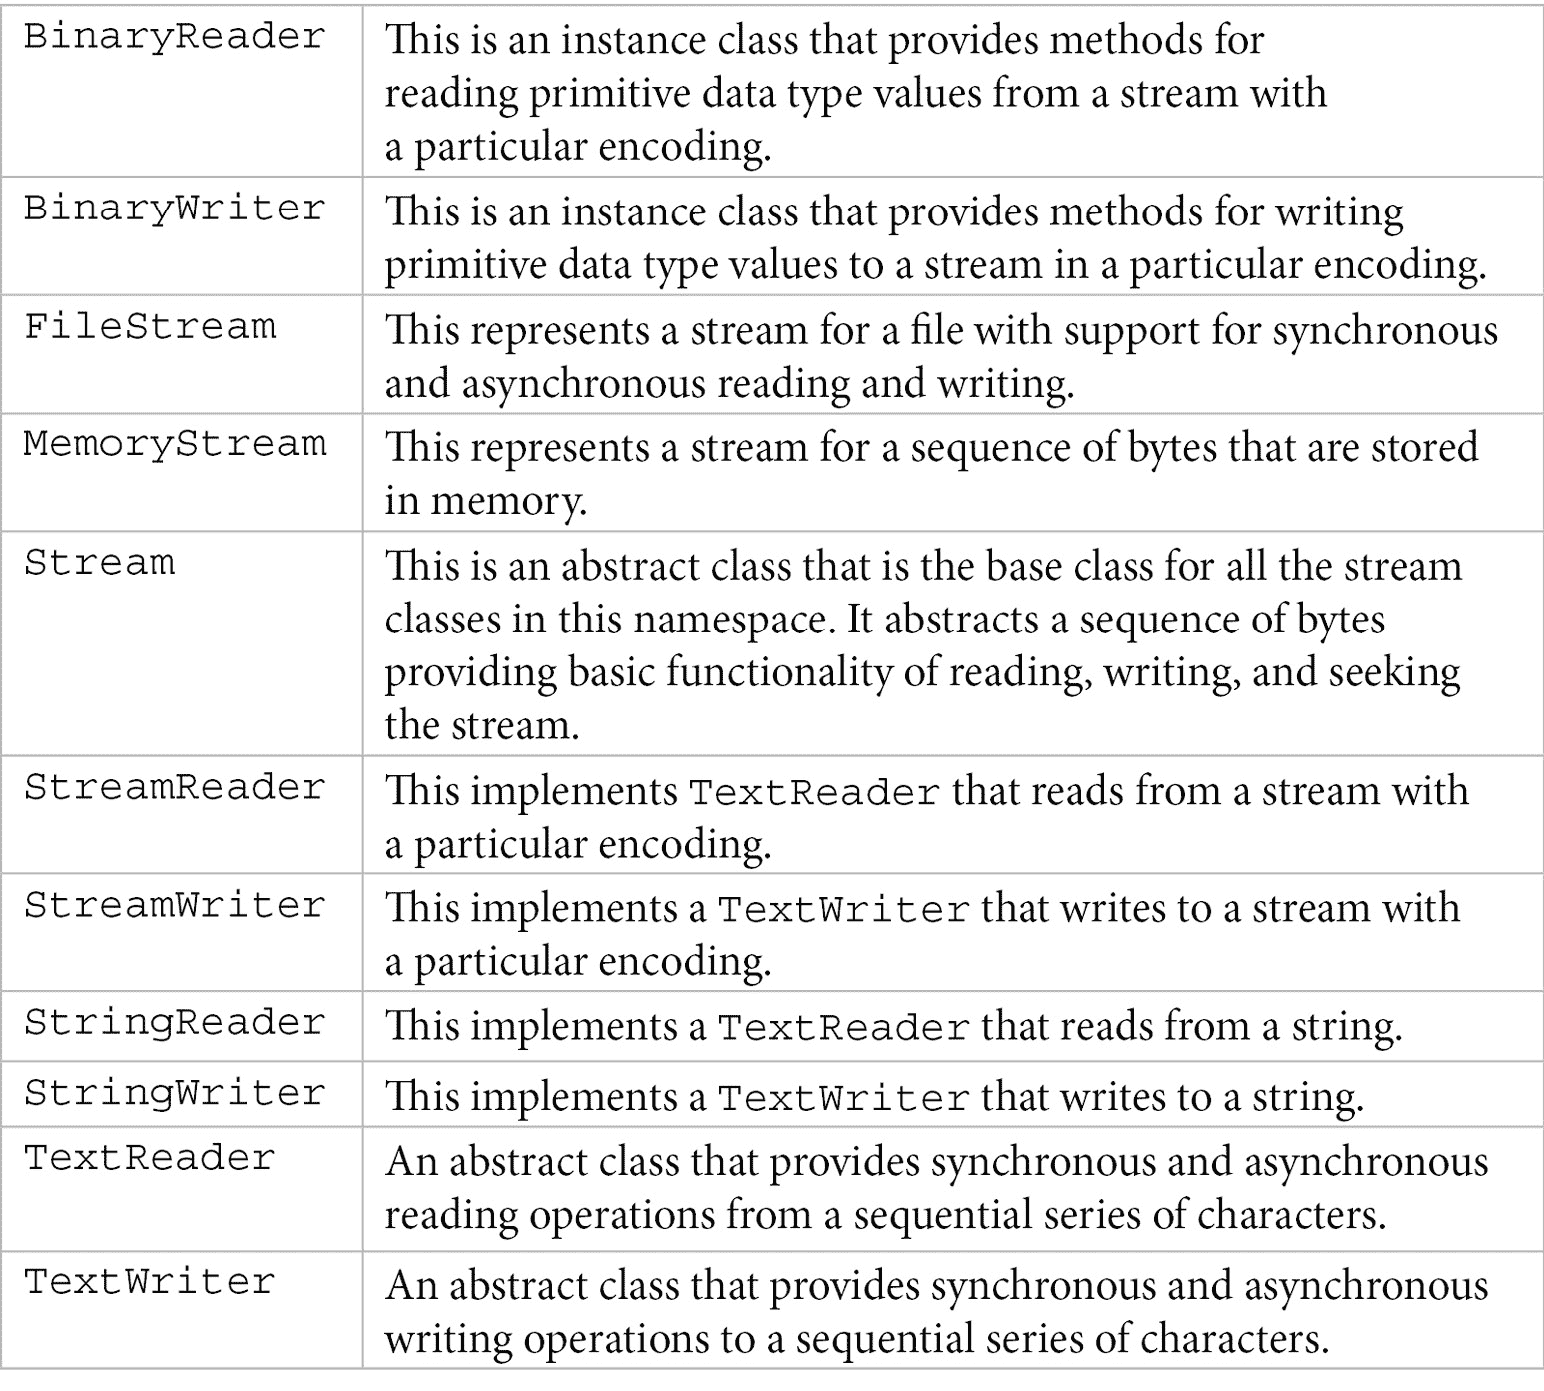 BinaryReader This is an instance class that provides methods for
reading primitive data type values from a stream with
a particular encoding.
BinaryWriter This is an instance class that provides methods for writing
primitive data type values to a stream in a particular encoding.
FileStream This represents a stream for a file with support for synchronous
and asynchronous reading and writing.
MemoryStream This represents a stream for a sequence of bytes that are stored
in memory.
Stream This is an abstract class that is the base class for all the stream
classes in this namespace. It abstracts a sequence of bytes
providing basic functionality of reading, writing, and seeking
the stream.
StreamReader This implements TextReader that reads from a stream with
a particular encoding.
StreamWriter This implements a TextWriter that writes to a stream with
a particular encoding.
StringReader This implements a TextReader that reads from a string.
StringWriter This implements a TextWriter that writes to a string.
TextReader An abstract class that provides synchronous and asynchronous
reading operations from a sequential series of characters.
TextWriter An abstract class that provides synchronous and asynchronous
writing operations to a sequential series of characters.